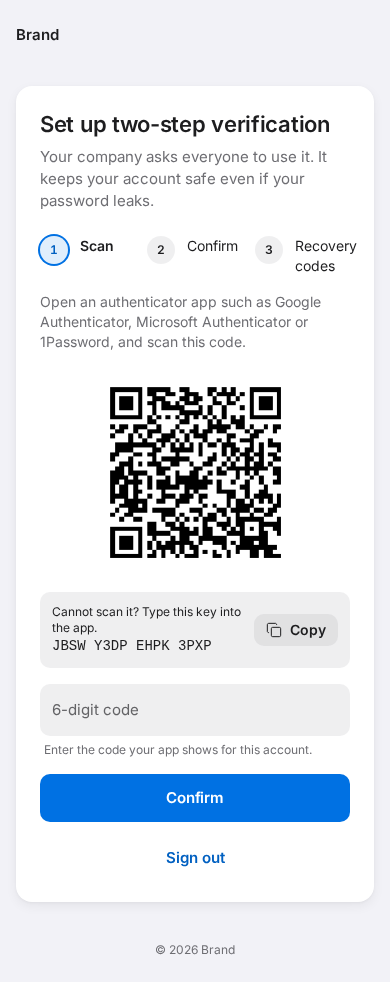 Brand
Set up two-step verification
Your company asks everyone to use it. It
keeps your account safe even if your
password leaks.
1 Scan 2 Confirm 3 Recovery
codes
Open an authenticator app such as Google
Authenticator, Microsoft Authenticator or
1Password, and scan this code.
Cannot scan it? Type this key into
the app.
JBSW Y3DP EHPK 3PXP
Copy
6-digit code
Enter the code your app shows for this account.
Confirm
Sign out
© 2026 Brand